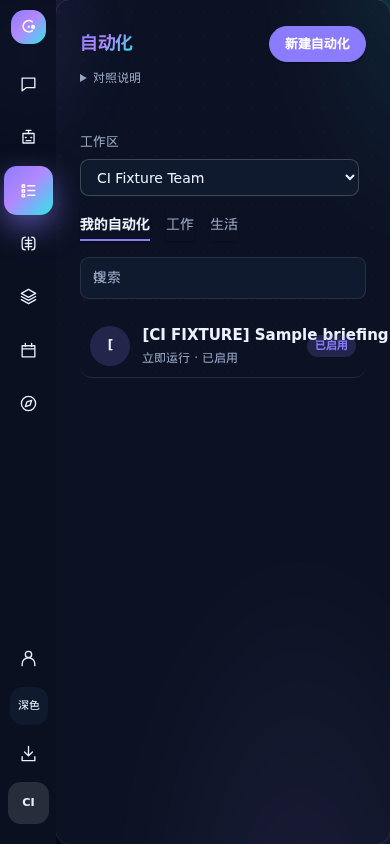 自动化
新建自动化
对照说明
工作区
CI Fixture Team
我的自动化
工作
生活
搜索
[
[CI FIXTURE] Sample briefing
立即运行 · 已启用
已启用
深色
CI